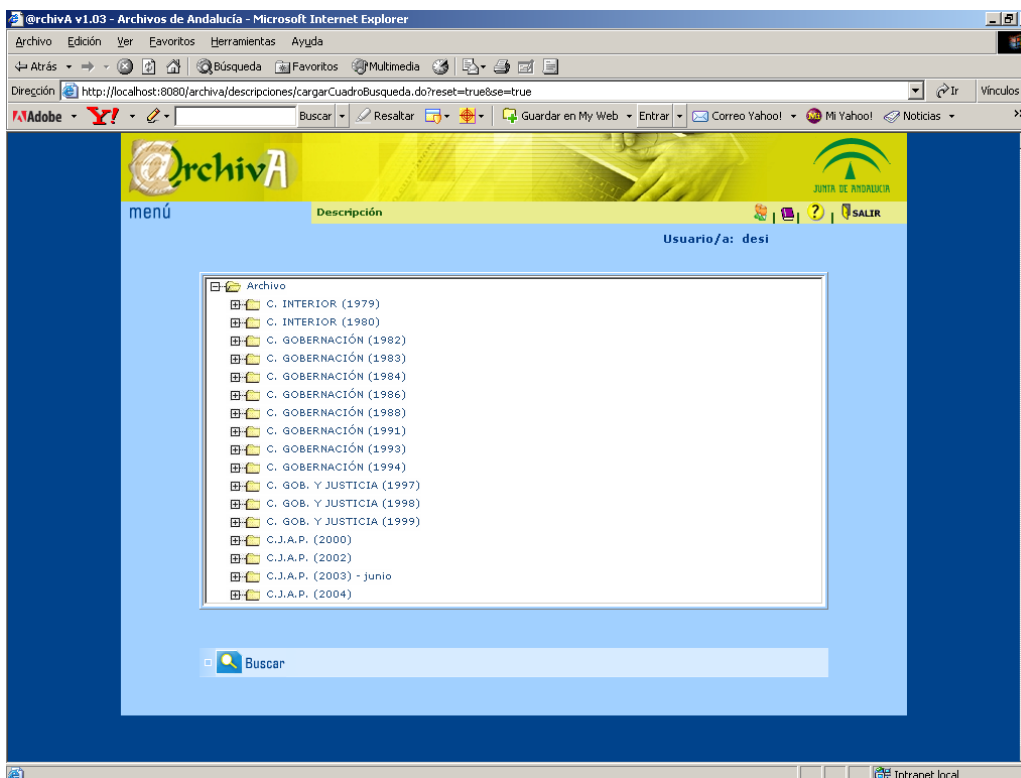 @rchivA v1.03 - Archivos de Andalucía - Microsoft Internet Explorer
Archivo Edición Ver Favoritos Herramientas Ayuda
Atrás Búsqueda Favoritos Multimedia
Dirección http://localhost:8080/archiva/descripciones/cargarCuadroBusqueda.do?reset=true&se=true Ir Vínculos
Adobe Y! Buscar Resaltar Guardar en My Web Entrar Correo Yahoo! Mi Yahoo! Noticias »
@rchivA
JUNTA DE ANDALUCIA
menú Descripción SALIR
Usuario/a: desi
Archivo
C. INTERIOR (1979)
C. INTERIOR (1980)
C. GOBERNACIÓN (1982)
C. GOBERNACIÓN (1983)
C. GOBERNACIÓN (1984)
C. GOBERNACIÓN (1986)
C. GOBERNACIÓN (1988)
C. GOBERNACIÓN (1991)
C. GOBERNACIÓN (1993)
C. GOBERNACIÓN (1994)
C. GOB. Y JUSTICIA (1997)
C. GOB. Y JUSTICIA (1998)
C. GOB. Y JUSTICIA (1999)
C.J.A.P. (2000)
C.J.A.P. (2002)
C.J.A.P. (2003) - junio
C.J.A.P. (2004)
Buscar
Intranet local